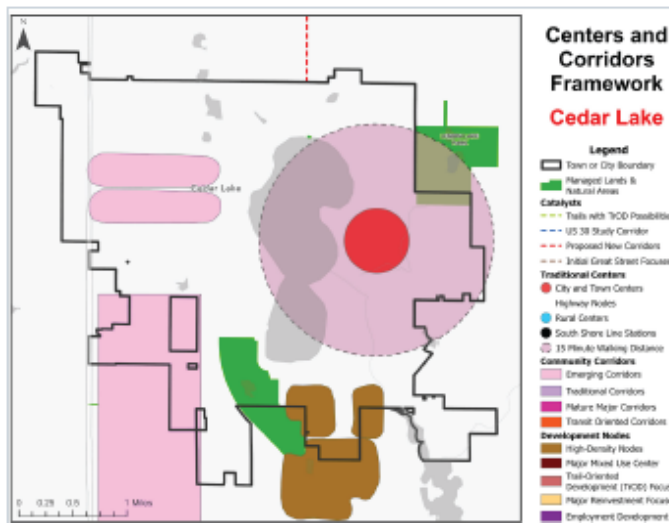 N
Cedar Lake
0 0.25 0.5 1 Miles
Centers and
Corridors
Framework
Cedar Lake
Legend
Town or City Boundary
Managed Lands &
Natural Areas
Catalysts
Trails with TrOD Possibilitie
US 30 Study Corridor
Proposed New Corridors
Initial Great Street Focuse
Traditional Centers
City and Town Centers
Highway Nodes
Rural Centers
South Shore Line Stations
15 Minute Walking Distance
Community Corridors
Emerging Corridors
Traditional Corridors
Mature Major Corridors
Transit Oriented Corridors
Development Nodes
High-Density Nodes
Major Mixed Use Center
Trail-Oriented
Development (TrOD) Focus
Major Reinvestment Focus
Employment Development